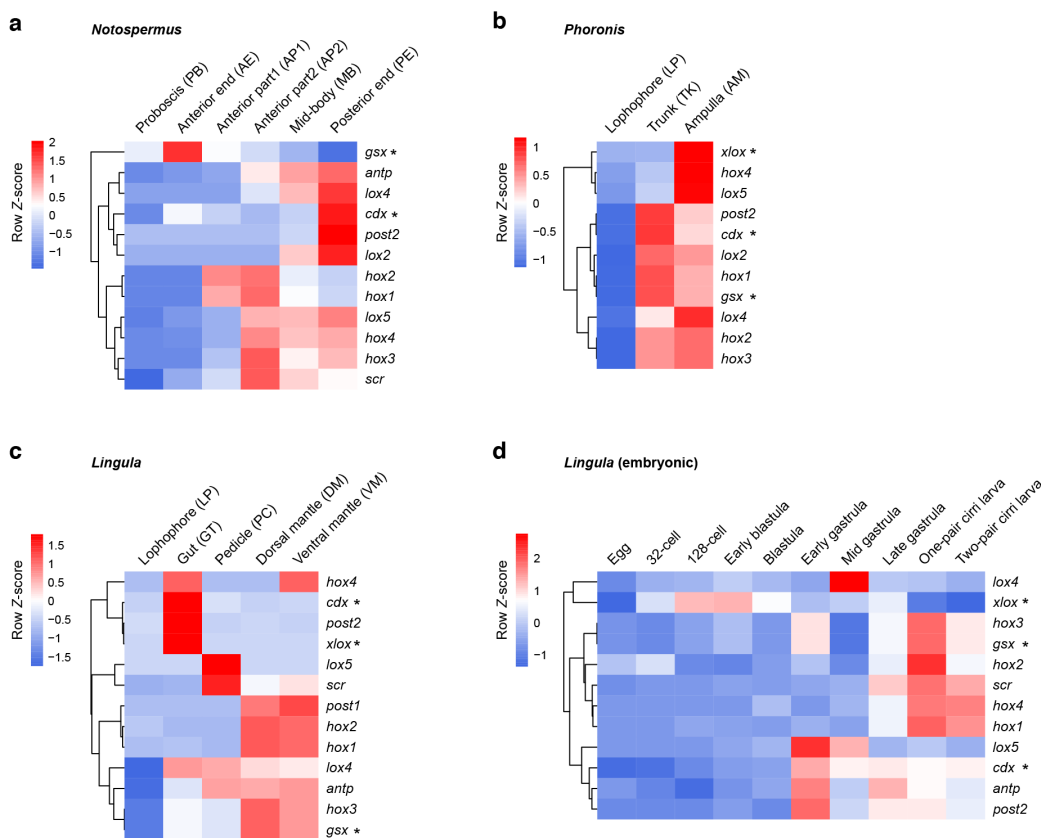 a
Notospermus
Proboscis (PB)
Anterior end (AE)
Anterior part1 (AP1)
Anterior part2 (AP2)
Mid-body (MB)
Posterior end (PE)
Row Z-score
2
1.5
1
0.5
0
−0.5
−1
gsx *
antp
lox4
cdx *
post2
lox2
hox2
hox1
lox5
hox4
hox3
scr
b
Phoronis
Lophophore (LP)
Trunk (TK)
Ampulla (AM)
Row Z-score
1
0.5
0
−0.5
−1
xlox *
hox4
lox5
post2
cdx *
lox2
hox1
gsx *
lox4
hox2
hox3
c
Lingula
Lophophore (LP)
Gut (GT)
Pedicle (PC)
Dorsal mantle (DM)
Ventral mantle (VM)
Row Z-score
1.5
1
0.5
0
−0.5
−1
−1.5
hox4
cdx *
post2
xlox *
lox5
scr
post1
hox2
hox1
lox4
antp
hox3
gsx *
d
Lingula (embryonic)
Egg
32-cell
128-cell
Early blastula
Blastula
Early gastrula
Mid gastrula
Late gastrula
One-pair cirri larva
Two-pair cirri larva
Row Z-score
2
1
0
−1
lox4
xlox *
hox3
gsx *
hox2
scr
hox4
hox1
lox5
cdx *
antp
post2